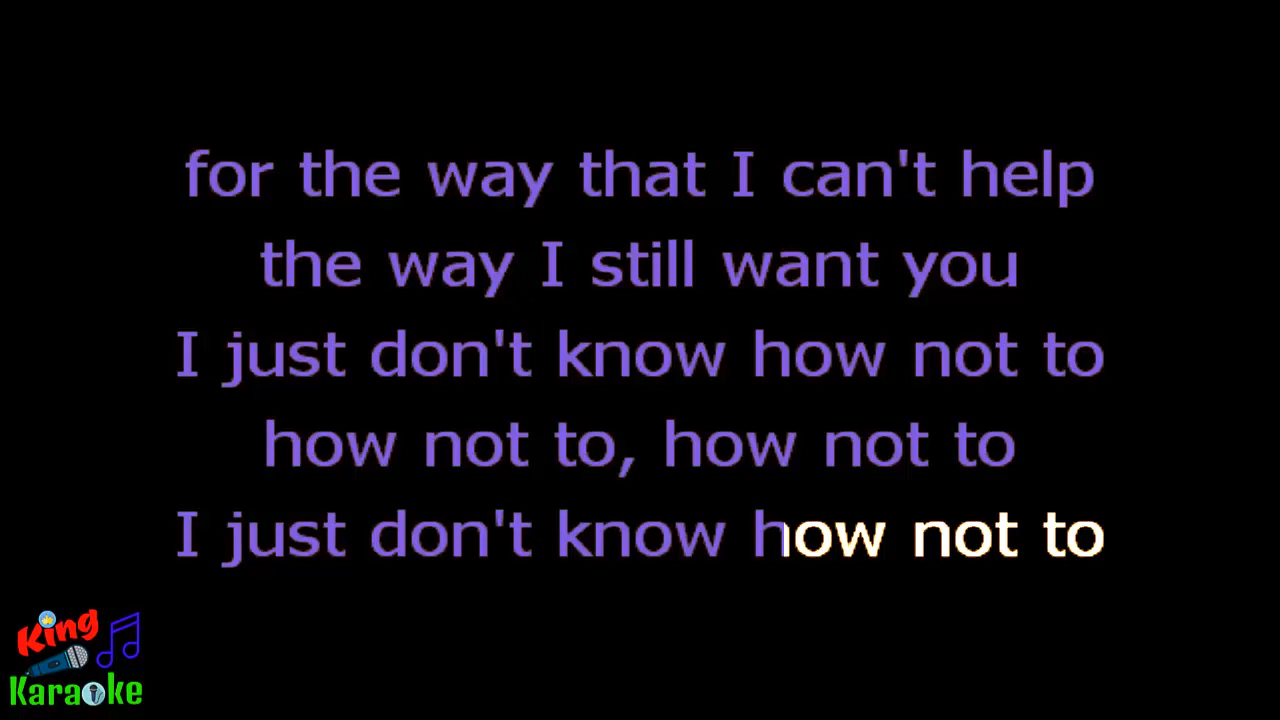 for the way that I can't help
the way I still want you
I just don't know how not to
how not to, how not to
I just don't know how not to
King
Karaoke